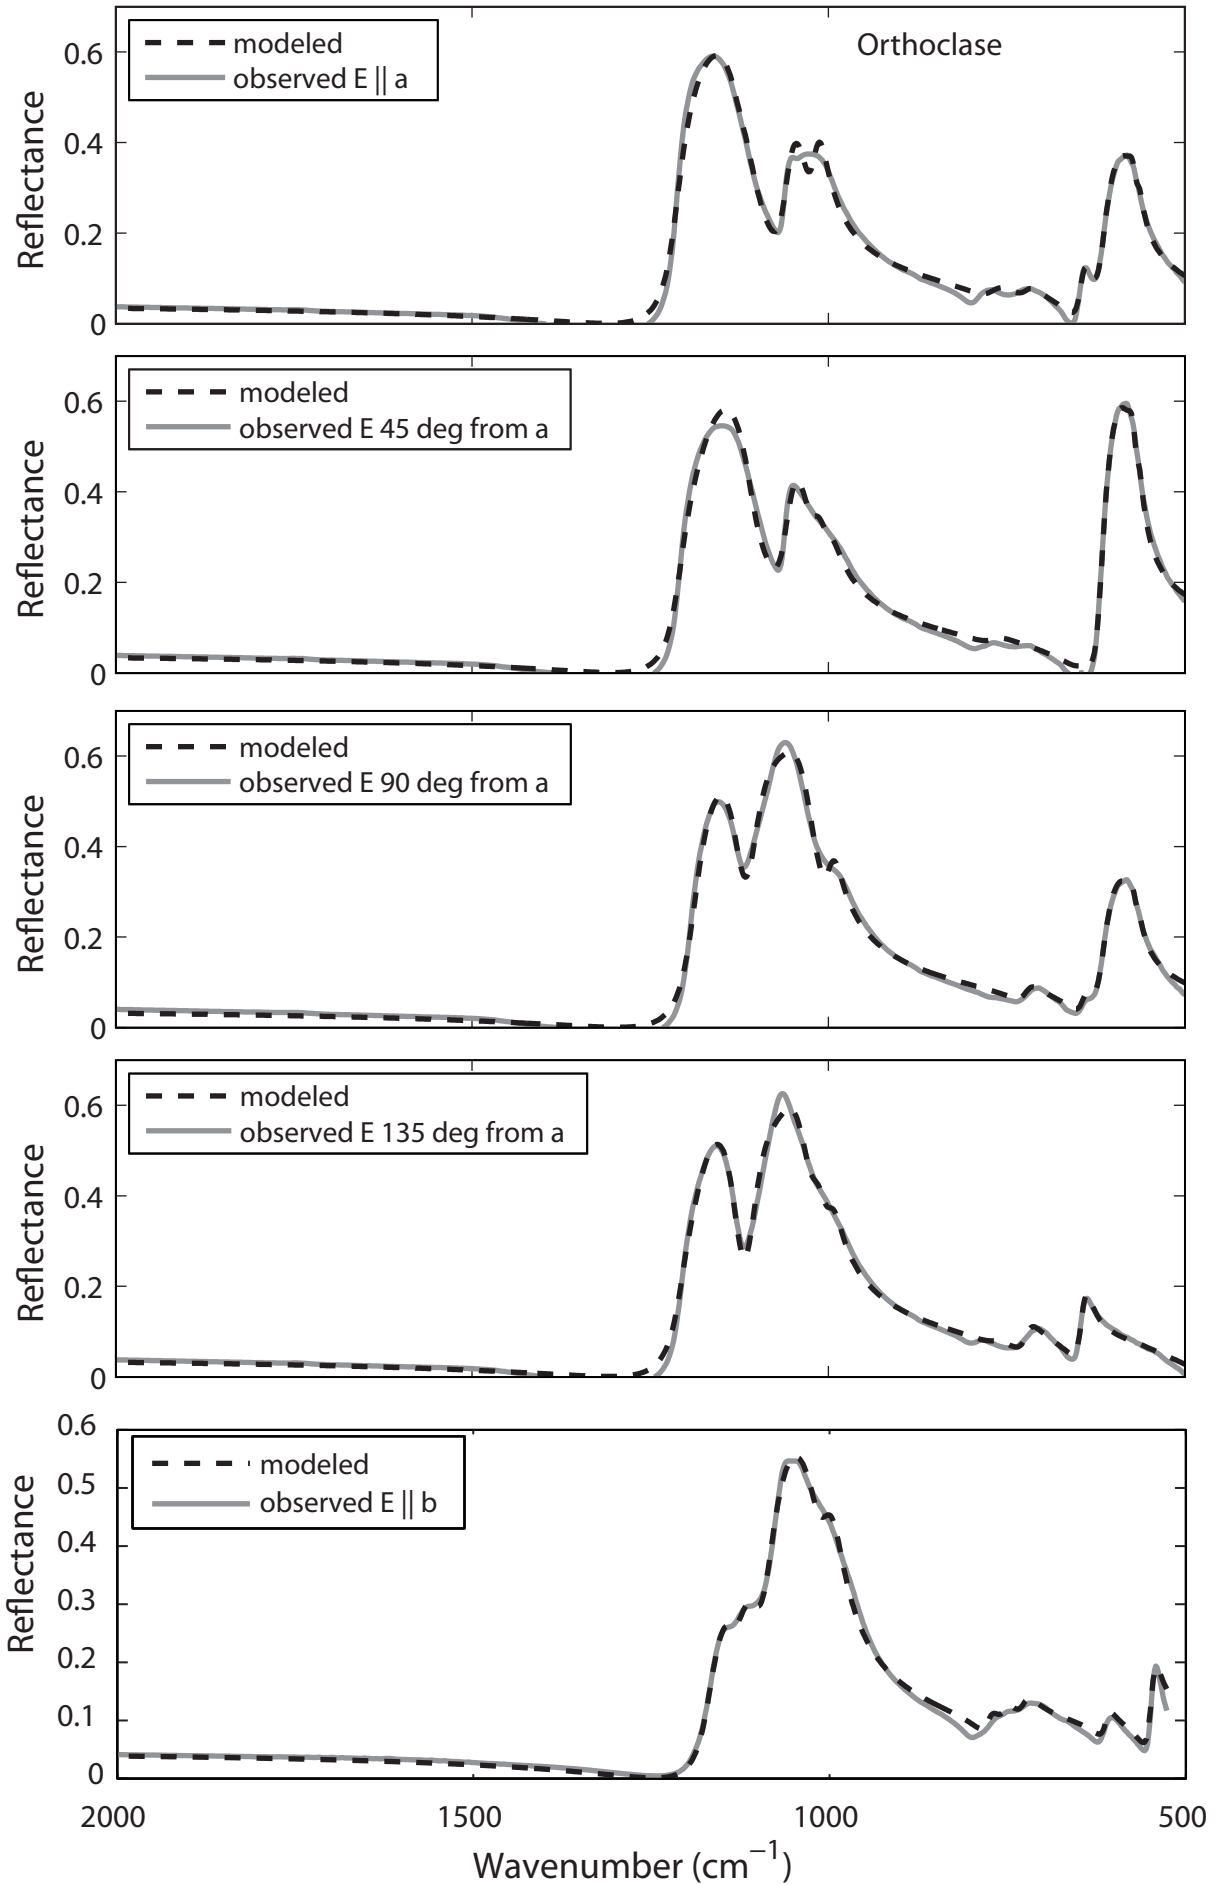 modeled
observed E || a
Orthoclase
0.6
0.4
0.2
0
Reflectance
modeled
observed E 45 deg from a
0.6
0.4
0.2
0
Reflectance
modeled
observed E 90 deg from a
0.6
0.4
0.2
0
Reflectance
modeled
observed E 135 deg from a
0.6
0.4
0.2
0
Reflectance
modeled
observed E || b
0.6
0.5
0.4
0.3
0.2
0.1
0
Reflectance
2000 1500 1000 500
Wavenumber (cm⁻¹)